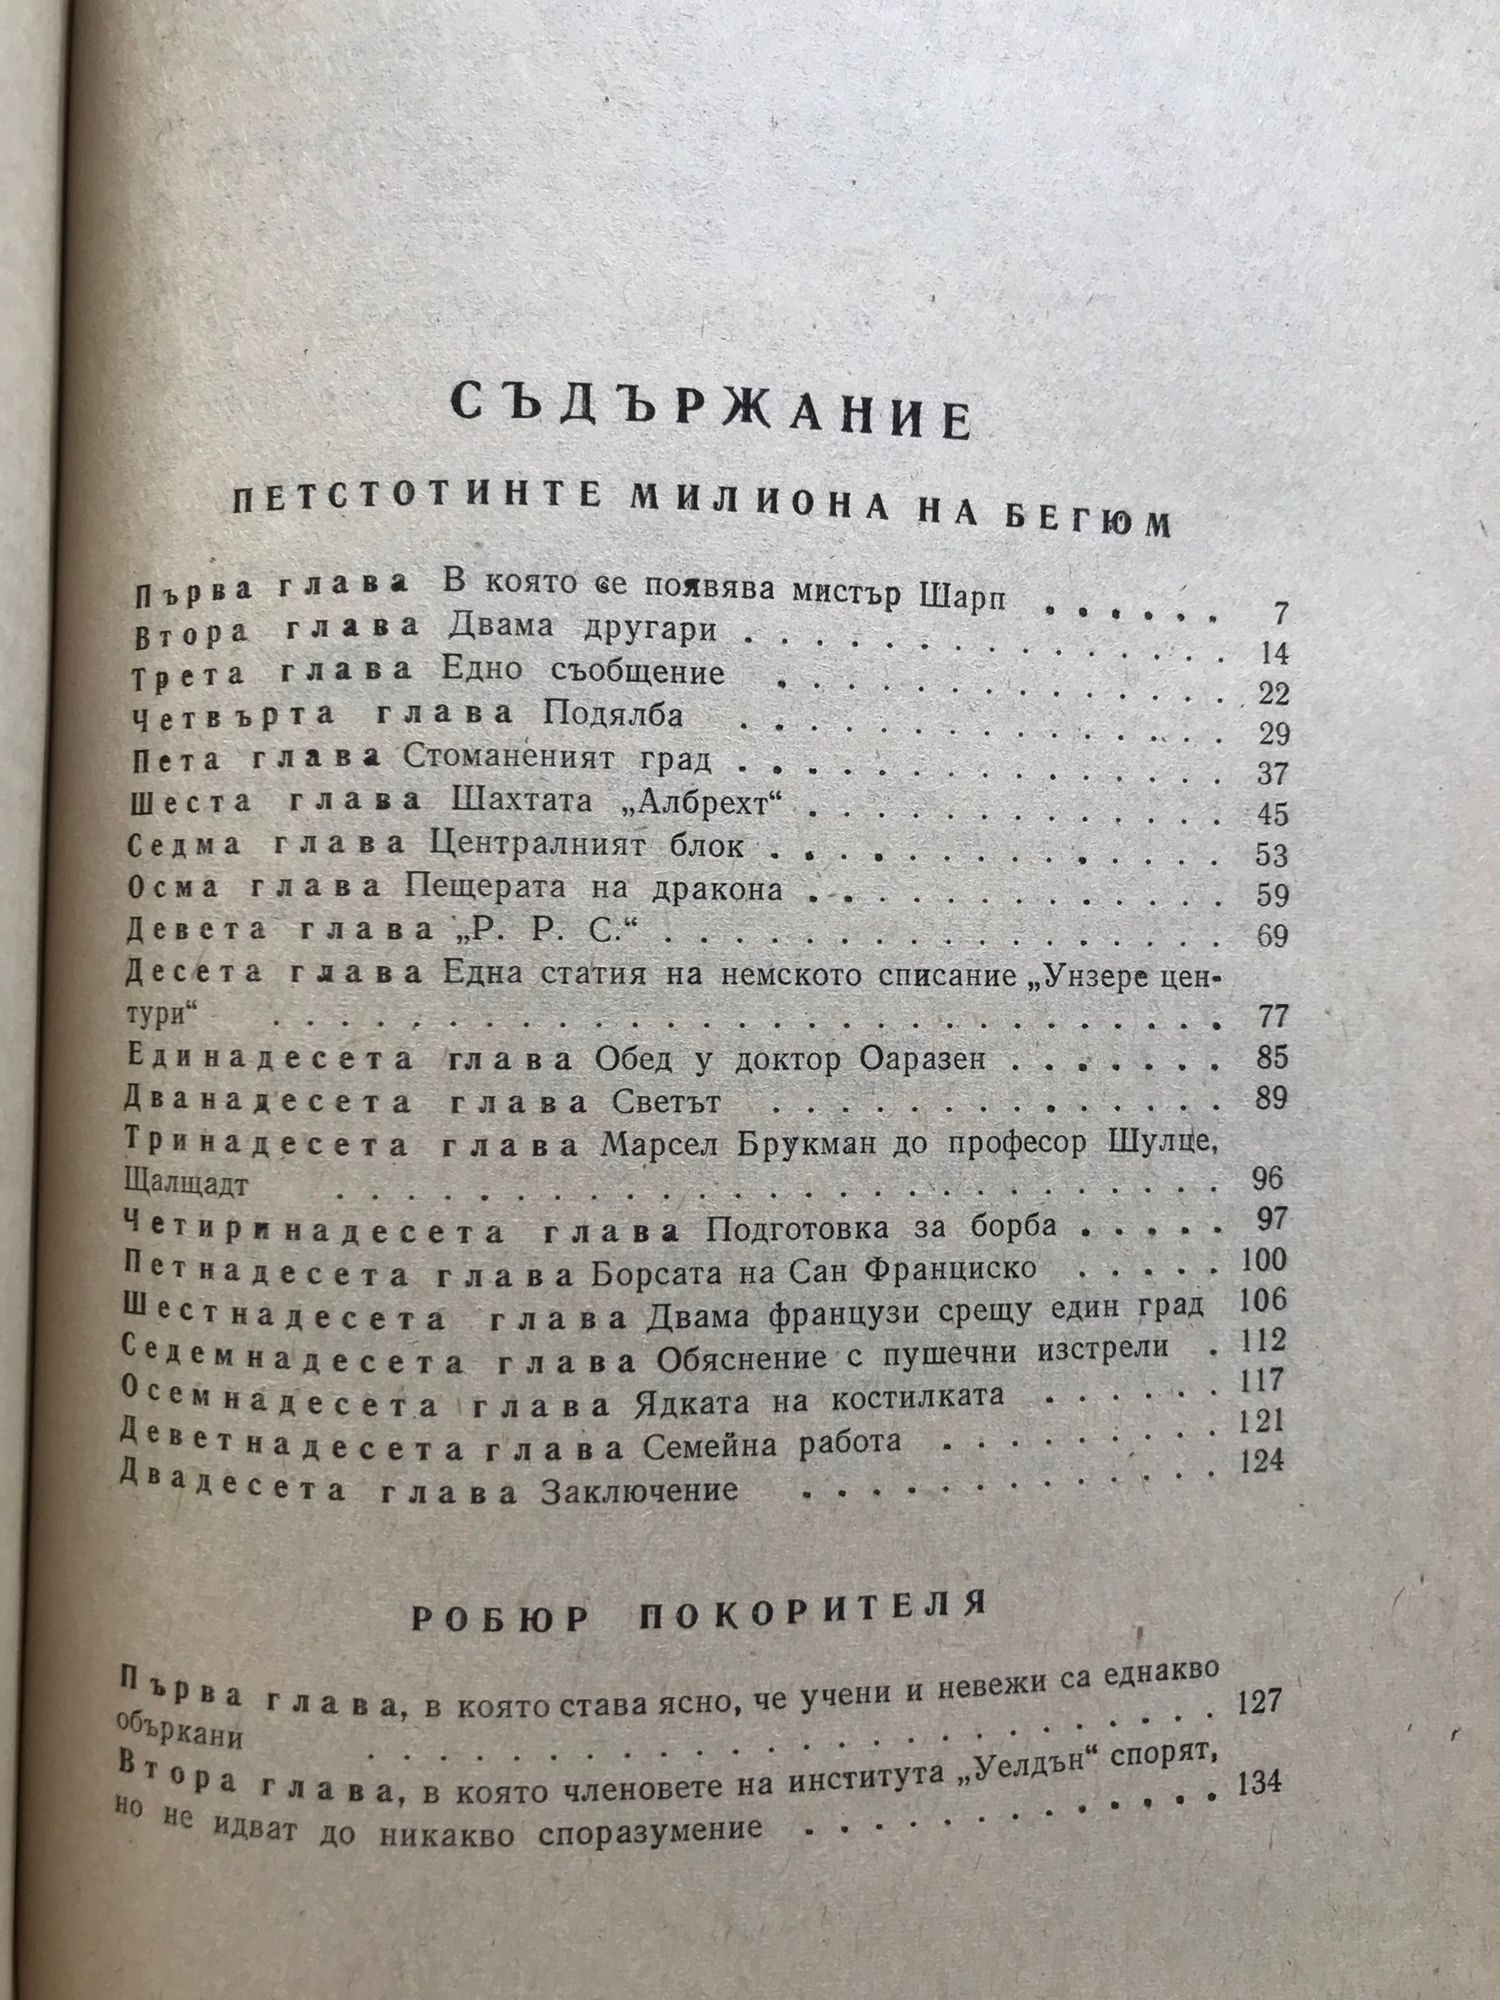 СЪДЪРЖАНИЕ
ПЕТСТОТИНТЕ МИЛИОНА НА БЕГЮМ
Първа глава В която се появява мистър Шарп . . . . . . 7
Втора глава Двама другари . . . . . . . . . . . . . . 14
Трета глава Едно съобщение . . . . . . . . . . . . . 22
Четвърта глава Подялба . . . . . . . . . . . . . . 29
Пета глава Стоманеният град . . . . . . . . . . . . . . 37
Шеста глава Шахтата „Албрехт“ . . . . . . . . . . . . 45
Седма глава Централният блок . . . . . . . . . . . . . 53
Осма глава Пещерата на дракона . . . . . . . . . . . . 59
Девета глава „Р. Р. С.“ . . . . . . . . . . . . . . . . 69
Десета глава Една статия на немското списание „Унзере цен-
тури“ . . . . . . . . . . . . . . . . . . . . . . . . . . . 77
Единадесета глава Обед у доктор Оаразен . . . . . . . 85
Дванадесета глава Светът . . . . . . . . . . . . . 89
Тринадесета глава Марсел Брукман до професор Шулце,
Щалщадт . . . . . . . . . . . . . . . . . . . . . . . . . 96
Четиринадесета глава Подготовка за борба . . . . . 97
Петнадесета глава Борсата на Сан Франциско . . . . . 100
Шестнадесета глава Двама французи срещу един град 106
Седемнадесета глава Обяснение с пушечни изстрели . 112
Осемнадесета глава Ядката на костилката . . . . . . 117
Деветнадесета глава Семейна работа . . . . . . . . . 121
Двадесета глава Заключение . . . . . . . . . . . . 124
РОБЮР ПОКОРИТЕЛЯ
Първа глава, в която става ясно, че учени и невежи са еднакво
объркани . . . . . . . . . . . . . . . . . . . . . . . . . 127
Втора глава, в която членовете на института „Уелдън“ спорят,
но не идват до никакво споразумение . . . . . . . . . . . . 134